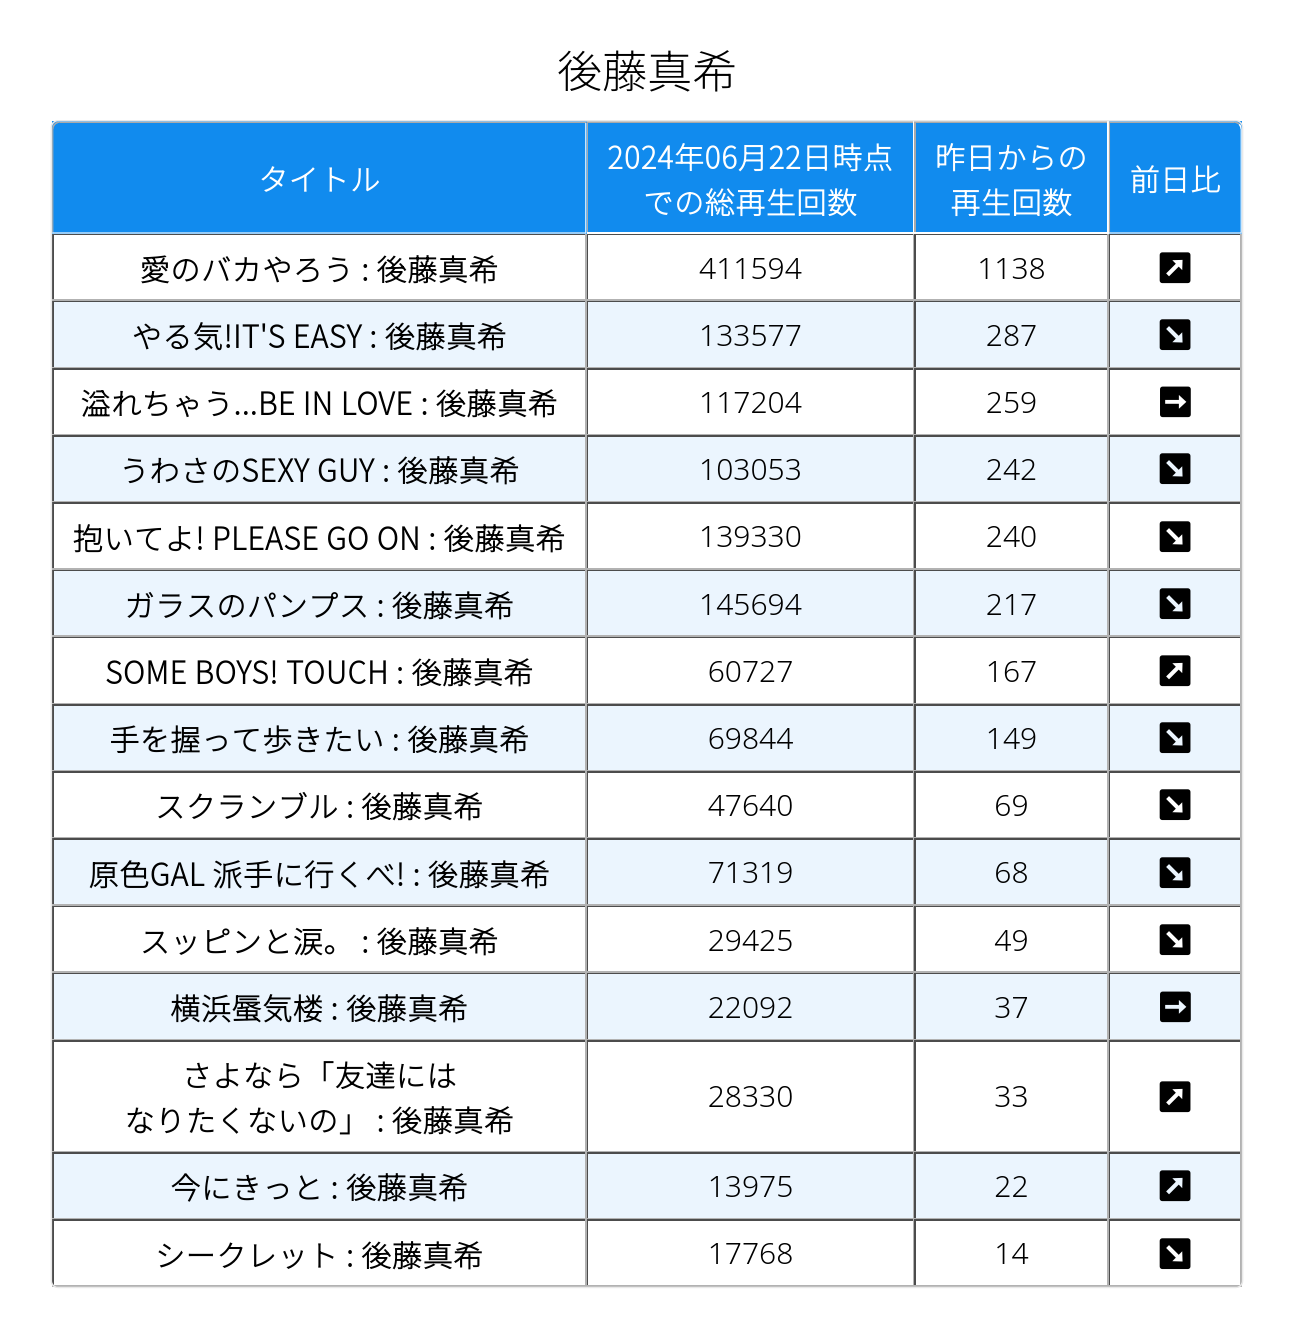 後藤真希
タイトル
2024年06月22日時点
での総再生回数
昨日からの
再生回数
前日比
愛のバカやろう : 後藤真希 411594 1138
やる気!IT'S EASY : 後藤真希 133577 287
溢れちゃう...BE IN LOVE : 後藤真希 117204 259
うわさのSEXY GUY : 後藤真希 103053 242
抱いてよ! PLEASE GO ON : 後藤真希 139330 240
ガラスのパンプス : 後藤真希 145694 217
SOME BOYS! TOUCH : 後藤真希 60727 167
手を握って歩きたい : 後藤真希 69844 149
スクランブル : 後藤真希 47640 69
原色GAL 派手に行くべ! : 後藤真希 71319 68
スッピンと涙。 : 後藤真希 29425 49
横浜蜃気楼 : 後藤真希 22092 37
さよなら「友達には
なりたくないの」 : 後藤真希 28330 33
今にきっと : 後藤真希 13975 22
シークレット : 後藤真希 17768 14